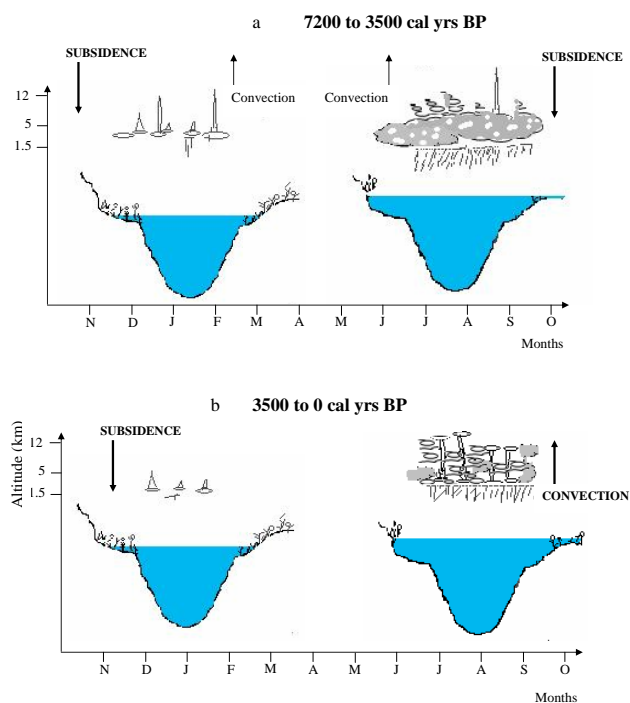 a 7200 to 3500 cal yrs BP
SUBSIDENCE
SUBSIDENCE
12
5
1.5
Convection
Convection
N D J F M A M J J A S O
Months
b 3500 to 0 cal yrs BP
Altitude (km)
SUBSIDENCE
12
5
1.5
CONVECTION
N D J F M A M J J A S O
Months